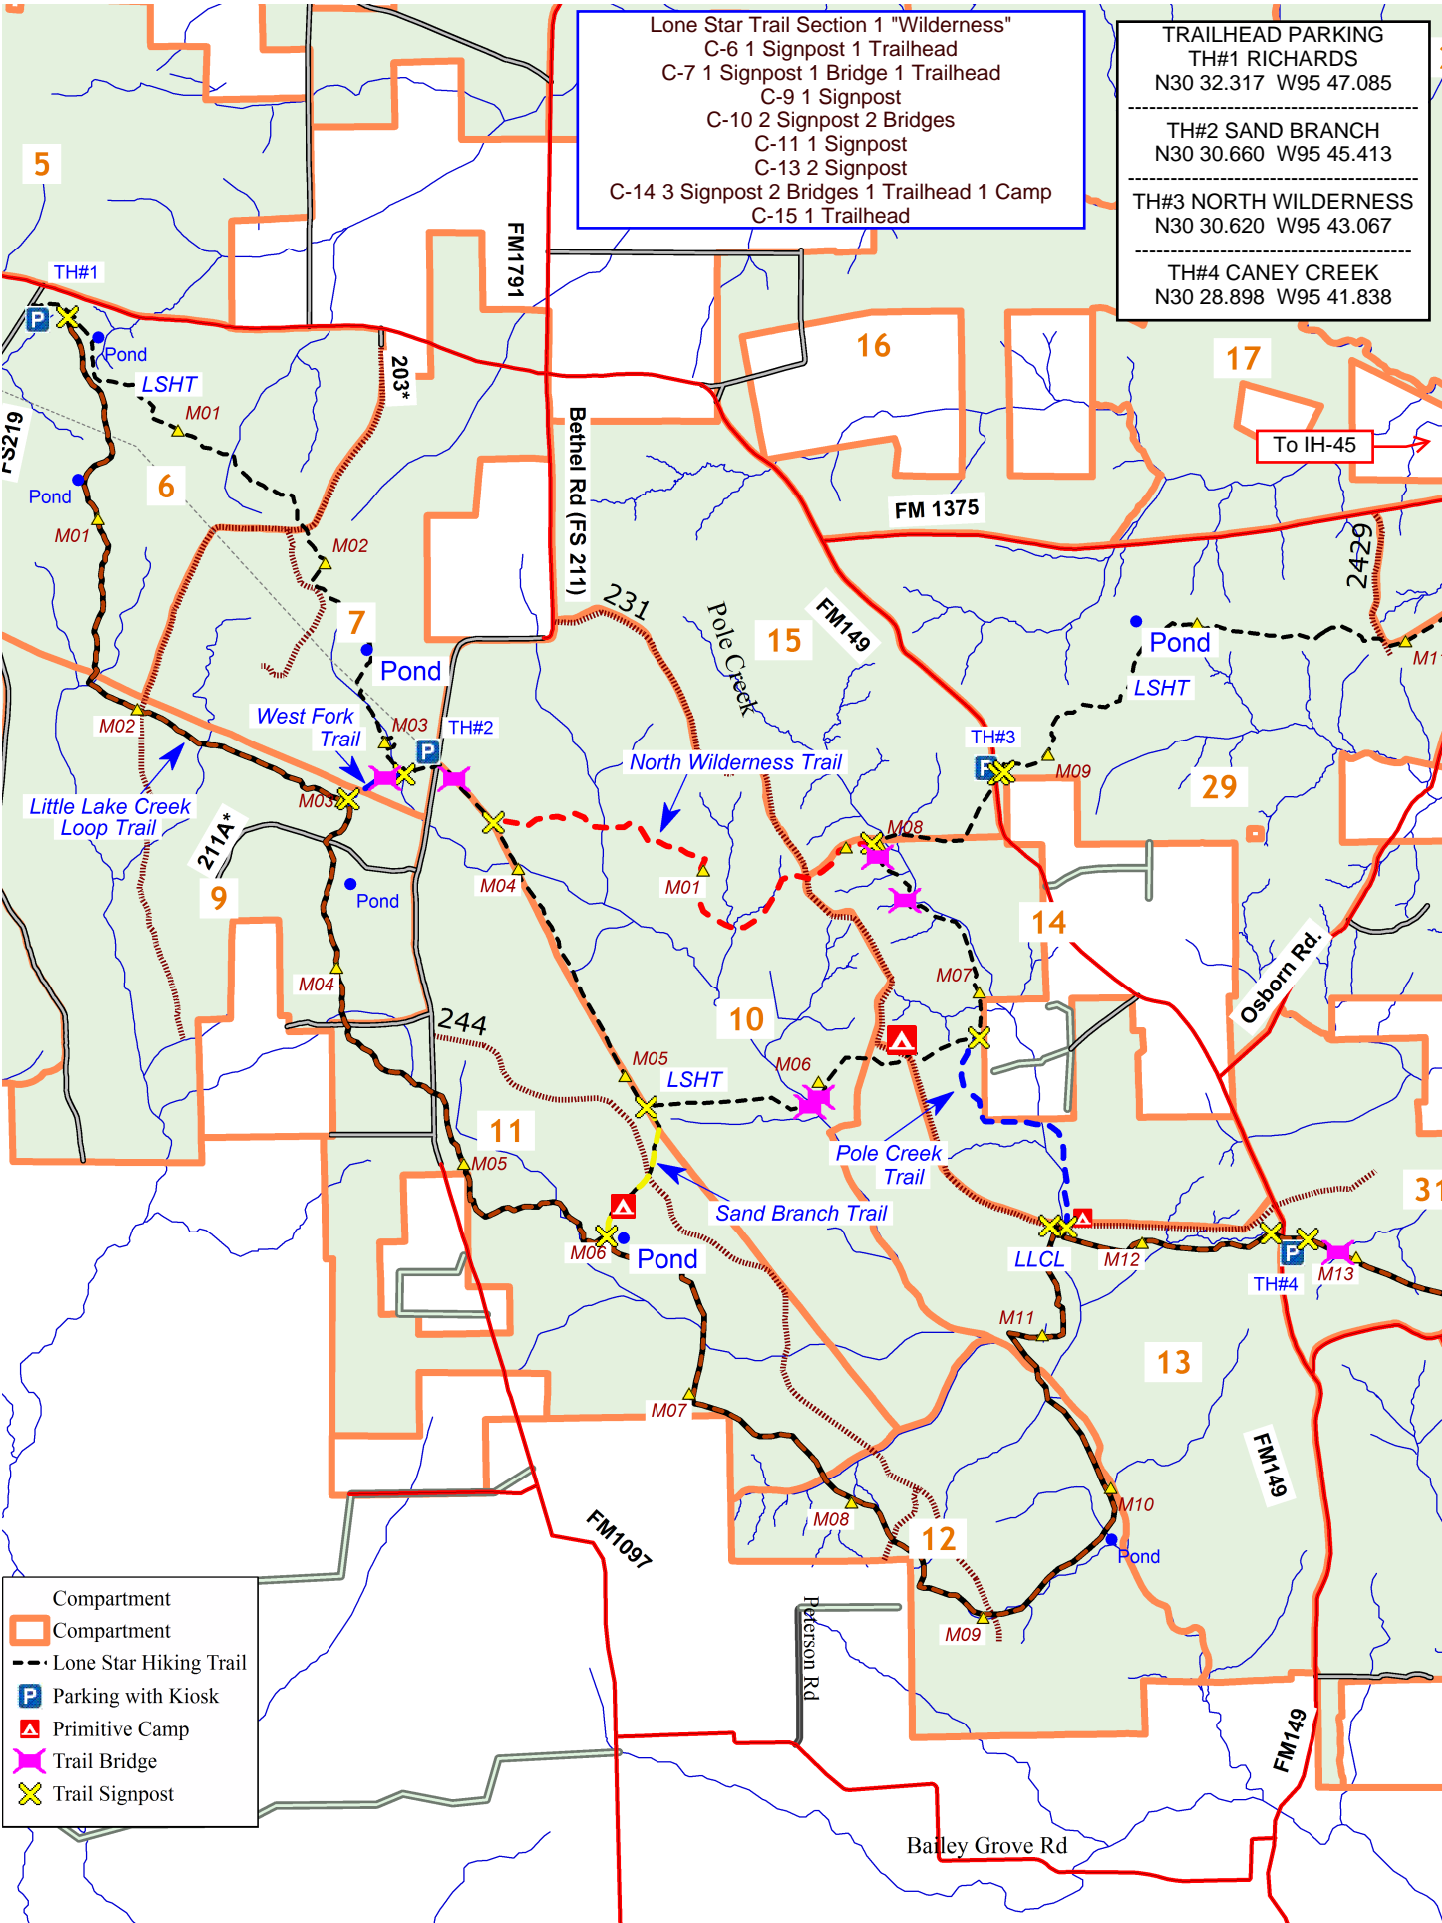 Lone Star Trail Section 1 "Wilderness"
C-6 1 Signpost 1 Trailhead
C-7 1 Signpost 1 Bridge 1 Trailhead
C-9 1 Signpost
C-10 2 Signpost 2 Bridges
C-11 1 Signpost
C-13 2 Signpost
C-14 3 Signpost 2 Bridges 1 Trailhead 1 Camp
C-15 1 Trailhead
TRAILHEAD PARKING
TH#1 RICHARDS
N30 32.317 W95 47.085
TH#2 SAND BRANCH
N30 30.660 W95 45.413
TH#3 NORTH WILDERNESS
N30 30.620 W95 43.067
TH#4 CANEY CREEK
N30 28.898 W95 41.838
5
FM1791
TH#1
P
Pond
LSHT
M01
203*
16
17
To IH-45
FS219
Bethel Rd (FS 211)
6
Pond
M01
FM 1375
2429
M02
7
231
Pole Creek
15
FM149
Pond
Pond
M1
LSHT
M02
West Fork
Trail
M03
TH#2
P
North Wilderness Trail
TH#3
P
M09
29
Little Lake Creek
Loop Trail
M03
211A*
M08
9
Pond
M04
M01
14
Osborn Rd.
M04
M07
244
10
M05
LSHT
M06
11
M05
Pole Creek
Trail
31
Sand Branch Trail
M06
Pond
LLCL
M12
TH#4
P
M13
M11
13
M07
FM149
M10
M08
12
Pond
FM1097
M09
Peterson Rd
Compartment
Compartment
Lone Star Hiking Trail
P Parking with Kiosk
Primitive Camp
Trail Bridge
Trail Signpost
FM149
Bailey Grove Rd